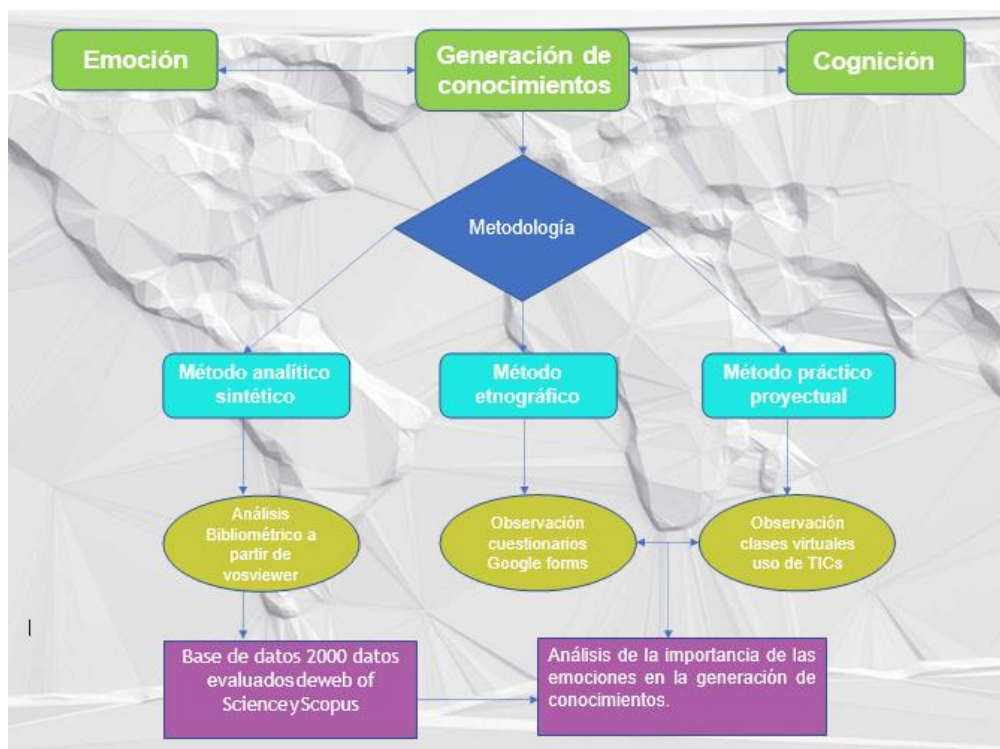 Emoción
Generación de
conocimientos
Cognición
Metodología
Método analítico
sintético
Método
etnográfico
Método práctico
proyectual
Análisis
Bibliométrico a
partir de
vosviewer
Observación
cuestionarios
Google forms
Observación
clases virtuales
uso de TICs
Base de datos 2000 datos
evaluados deweb of
Science y Scopus
Análisis de la importancia de las
emociones en la generación de
conocimientos.